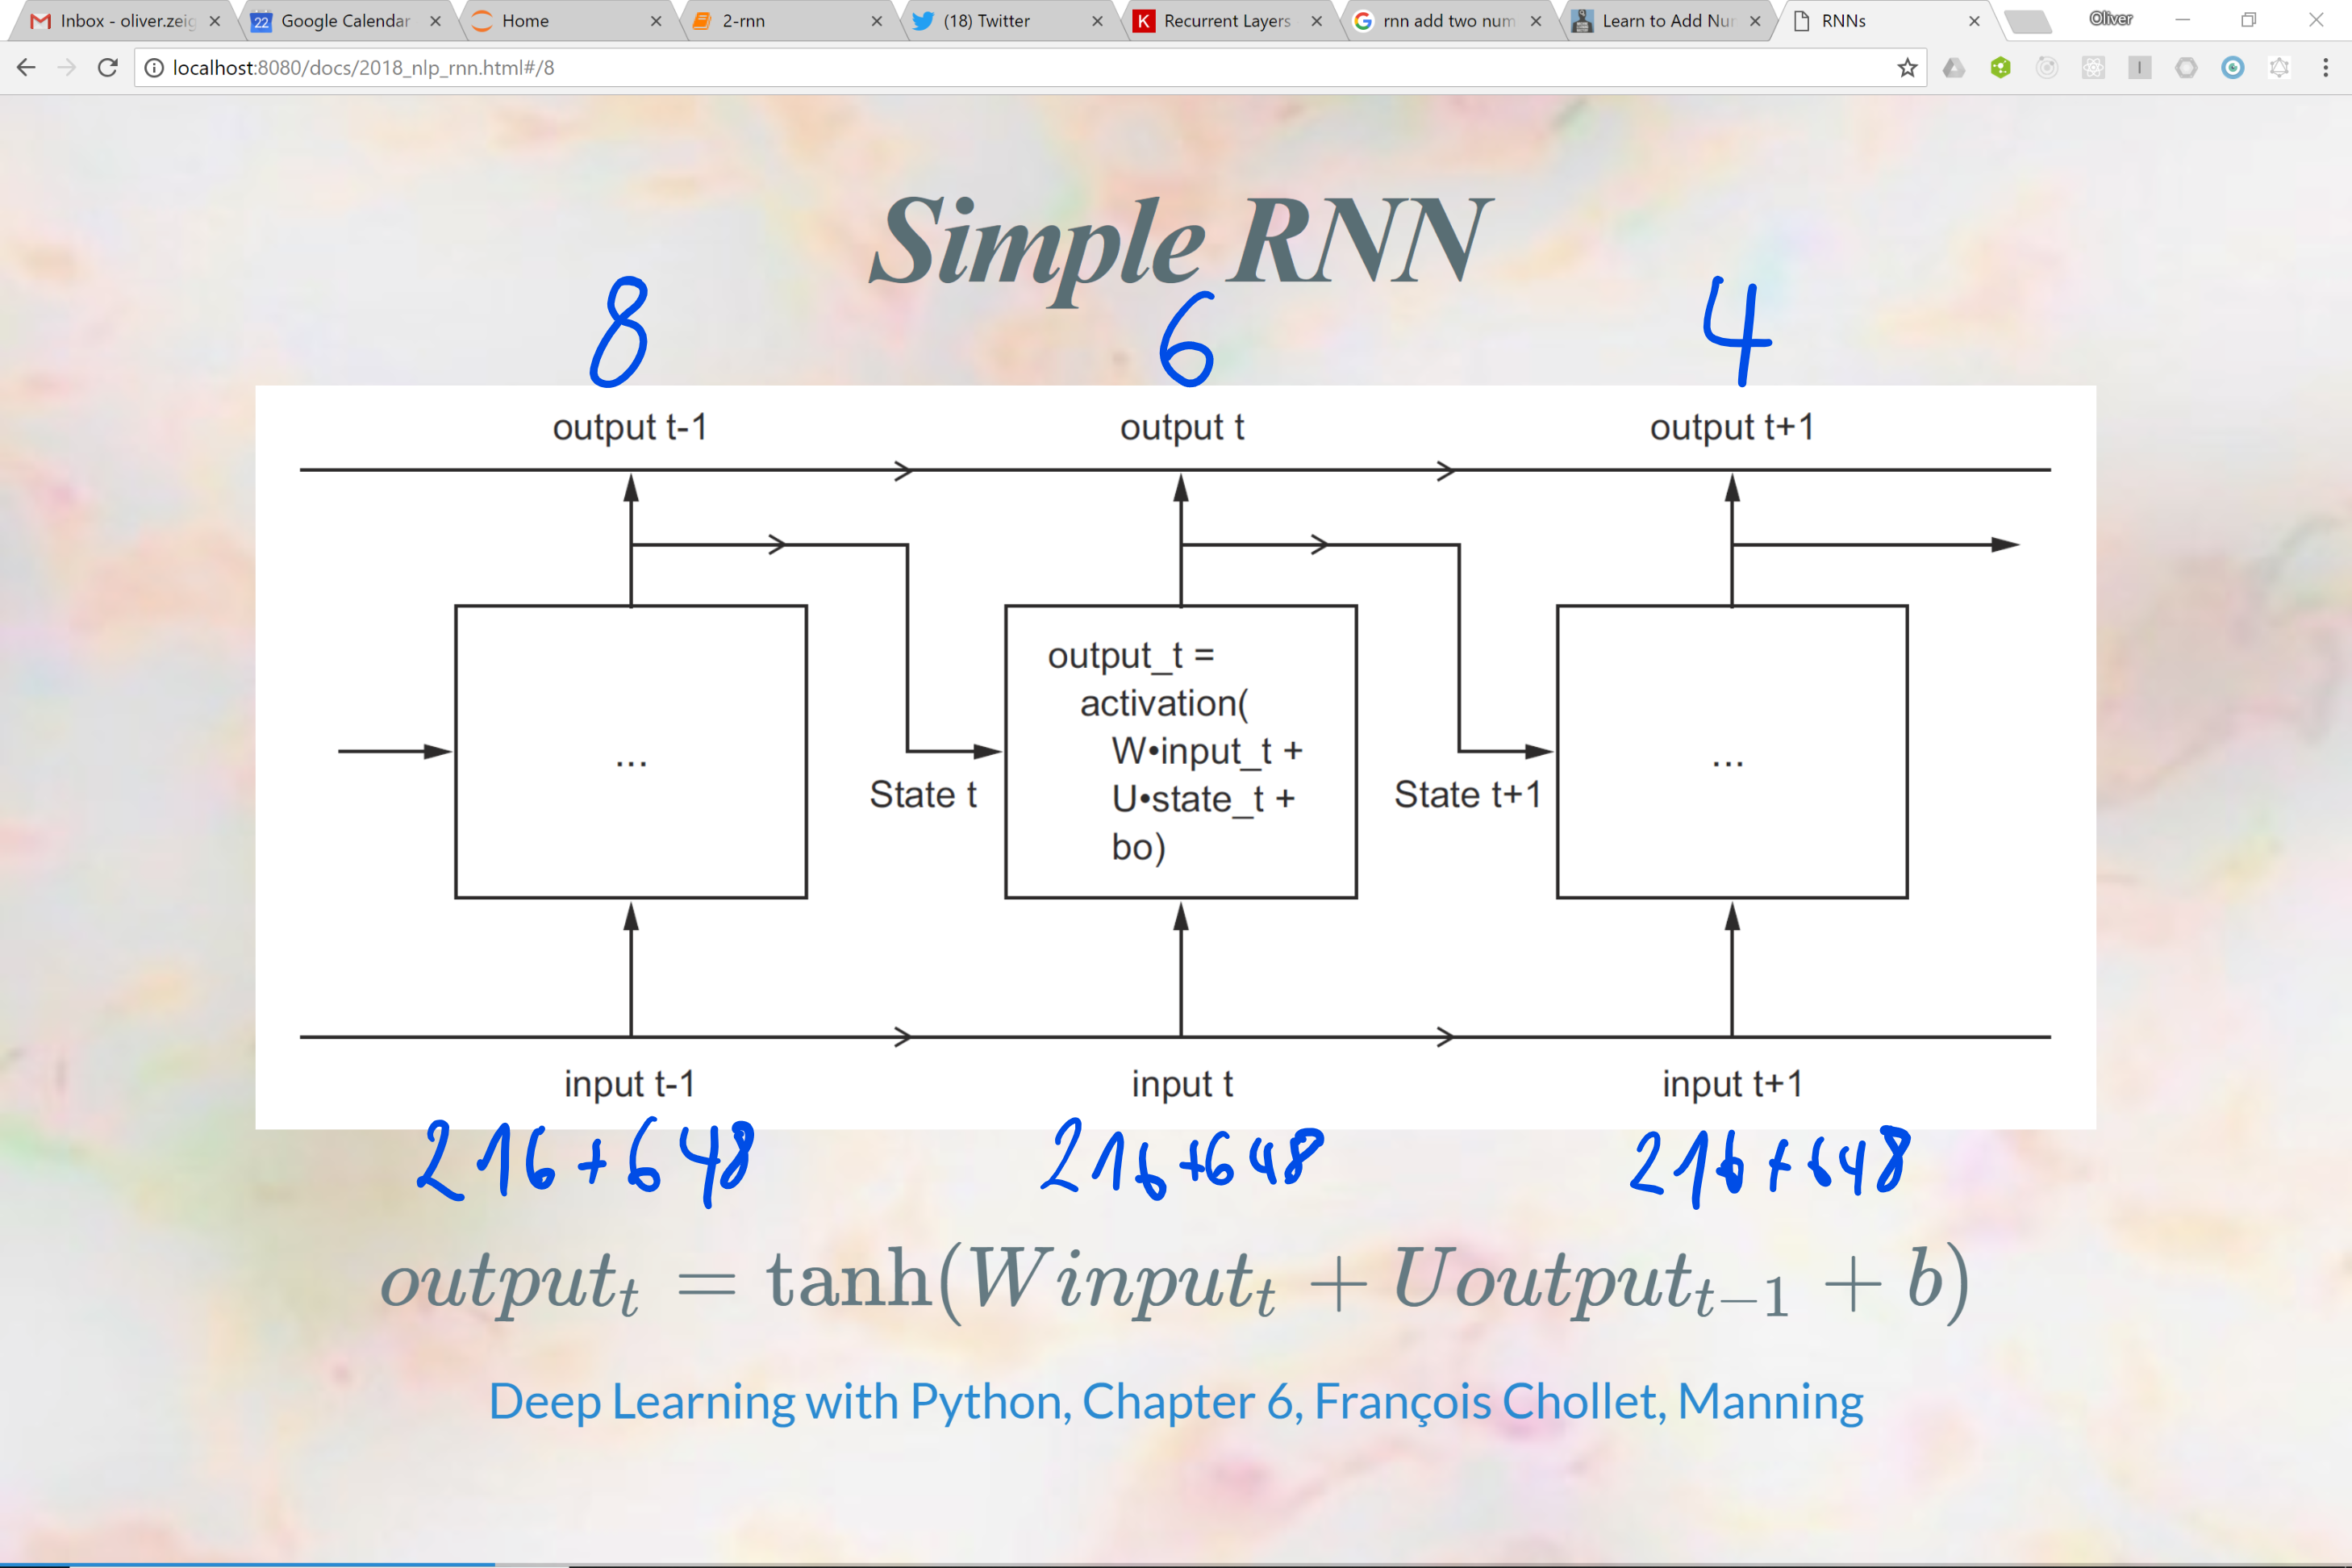 Inbox - oliver.zeig
Google Calendar
Home
2-rnn
(18) Twitter
Recurrent Layers
rnn add two num
Learn to Add Nu
RNNs
Oliver
localhost:8080/docs/2018_nlp_rnn.html#/8
Simple RNN
8 6 4
output t-1 output t output t+1
... output_t =
activation(
W•input_t +
U•state_t +
bo) ...
State t State t+1
input t-1 input t input t+1
216+648 216+648 216+648
output_t = tanh(Winput_t + Uoutput_{t-1} + b)
Deep Learning with Python, Chapter 6, François Chollet, Manning